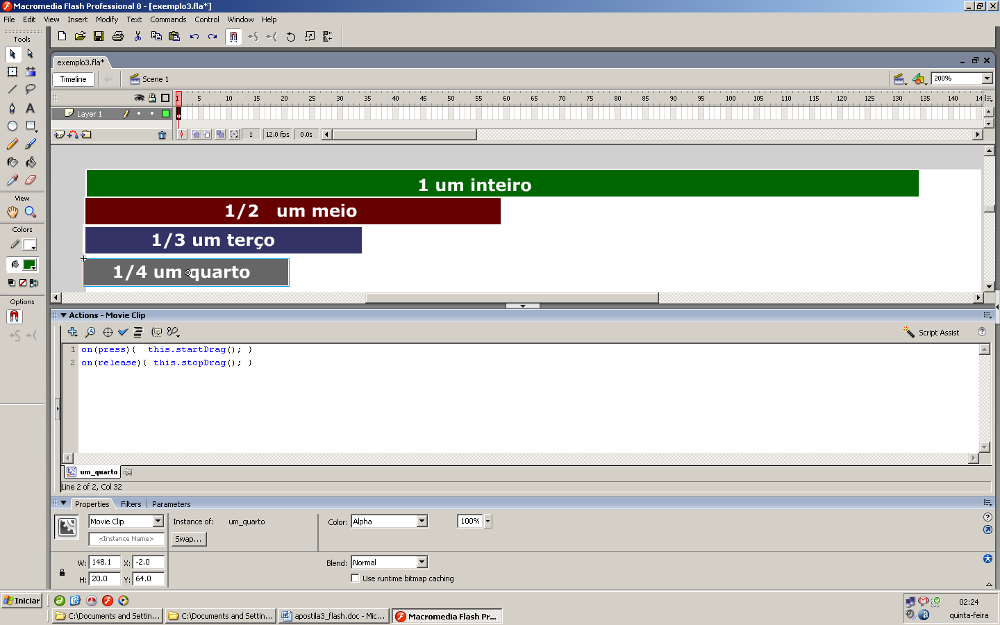 Macromedia Flash Professional 8 - [exemplo3.fla*]
File Edit View Insert Modify Text Commands Control Window Help
Tools
exemplo3.fla*
Timeline Scene 1 200%
1 5 10 15 20 25 30 35 40 45 50 55 60 65 70 75 80 85 90 95 100 105 110 115 120 125 130 135 140 14
Layer 1
1 12.0 fps 0.0s
1 um inteiro
1/2 um meio
1/3 um terço
1/4 um quarto
View
Colors
Options
Actions - Movie Clip
Script Assist
1 on(press){ this.startDrag(); }
2 on(release){ this.stopDrag(); }
um_quarto
Line 2 of 2, Col 32
Properties Filters Parameters
Movie Clip Instance of: um_quarto Color: Alpha 100%
<Instance Name> Swap...
W: 148.1 X: -2.0 Blend: Normal
H: 20.0 Y: 64.0 Use runtime bitmap caching
Iniciar 02:24
C:\Documents and Settin... C:\Documents and Settin... apostila3_flash.doc - Mic... Macromedia Flash Pr... quinta-feira